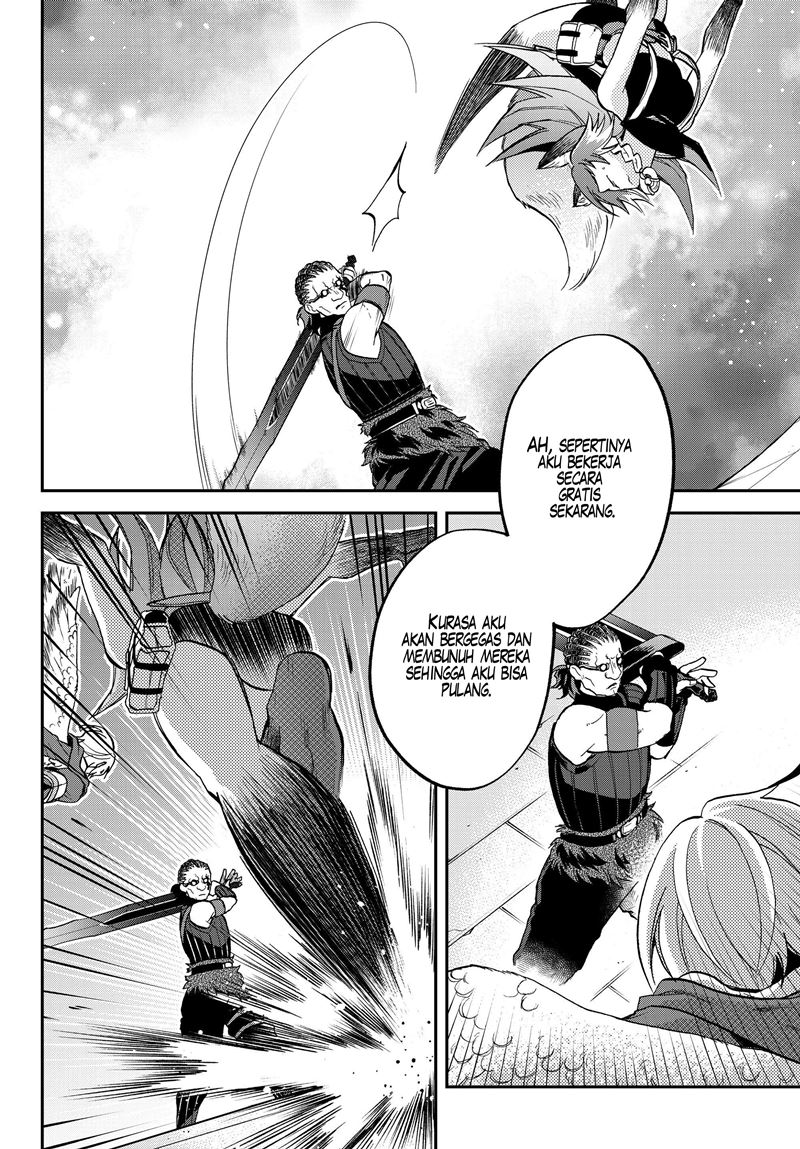 AH, SEPERTINYA
AKU BEKERJA
SECARA
GRATIS
SEKARANG.
KURASA AKU
AKAN BERGEGAS DAN
MEMBUNUH MEREKA
SEHINGGA AKU BISA
PULANG.